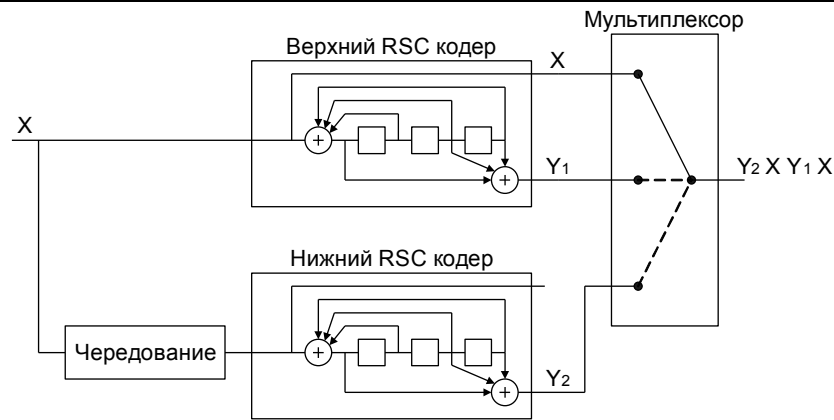 Мультиплексор
Верхний RSC кодер
X
X
+
Y1
+
Y2 X Y1 X
Нижний RSC кодер
Чередование
+
Y2
+